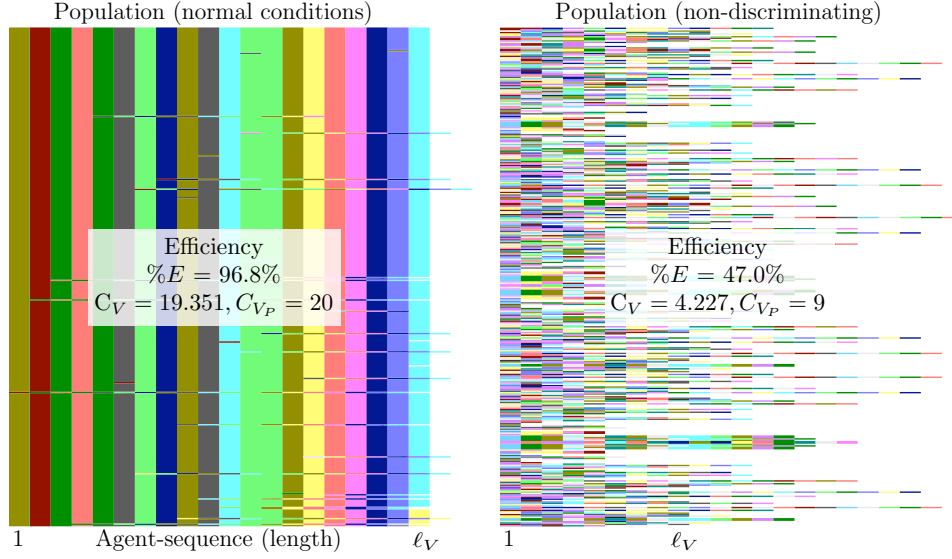 Population (normal conditions)
Efficiency
%E = 96.8%
C_V = 19.351, C_{V_P} = 20
1 Agent-sequence (length) ℓ_V
Population (non-discriminating)
Efficiency
%E = 47.0%
C_V = 4.227, C_{V_P} = 9
1 ℓ_V